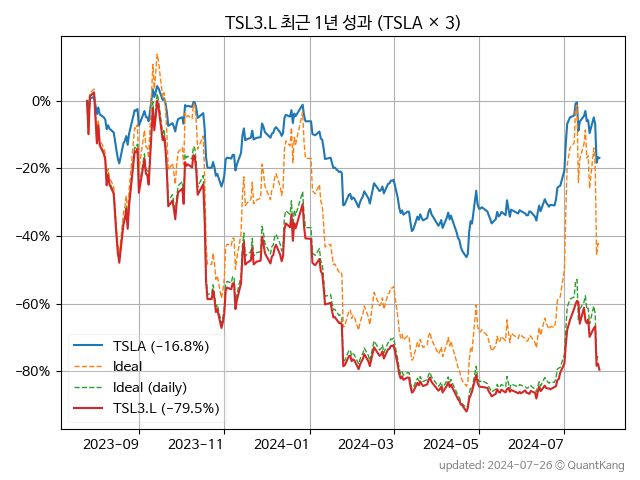 TSL3.L 최근 1년 성과 (TSLA × 3)
0%
−20%
−40%
−60%
−80%
TSLA (−16.8%)
Ideal
Ideal (daily)
TSL3.L (−79.5%)
2023-09
2023-11
2024-01
2024-03
2024-05
2024-07
updated: 2024-07-26 © QuantKang